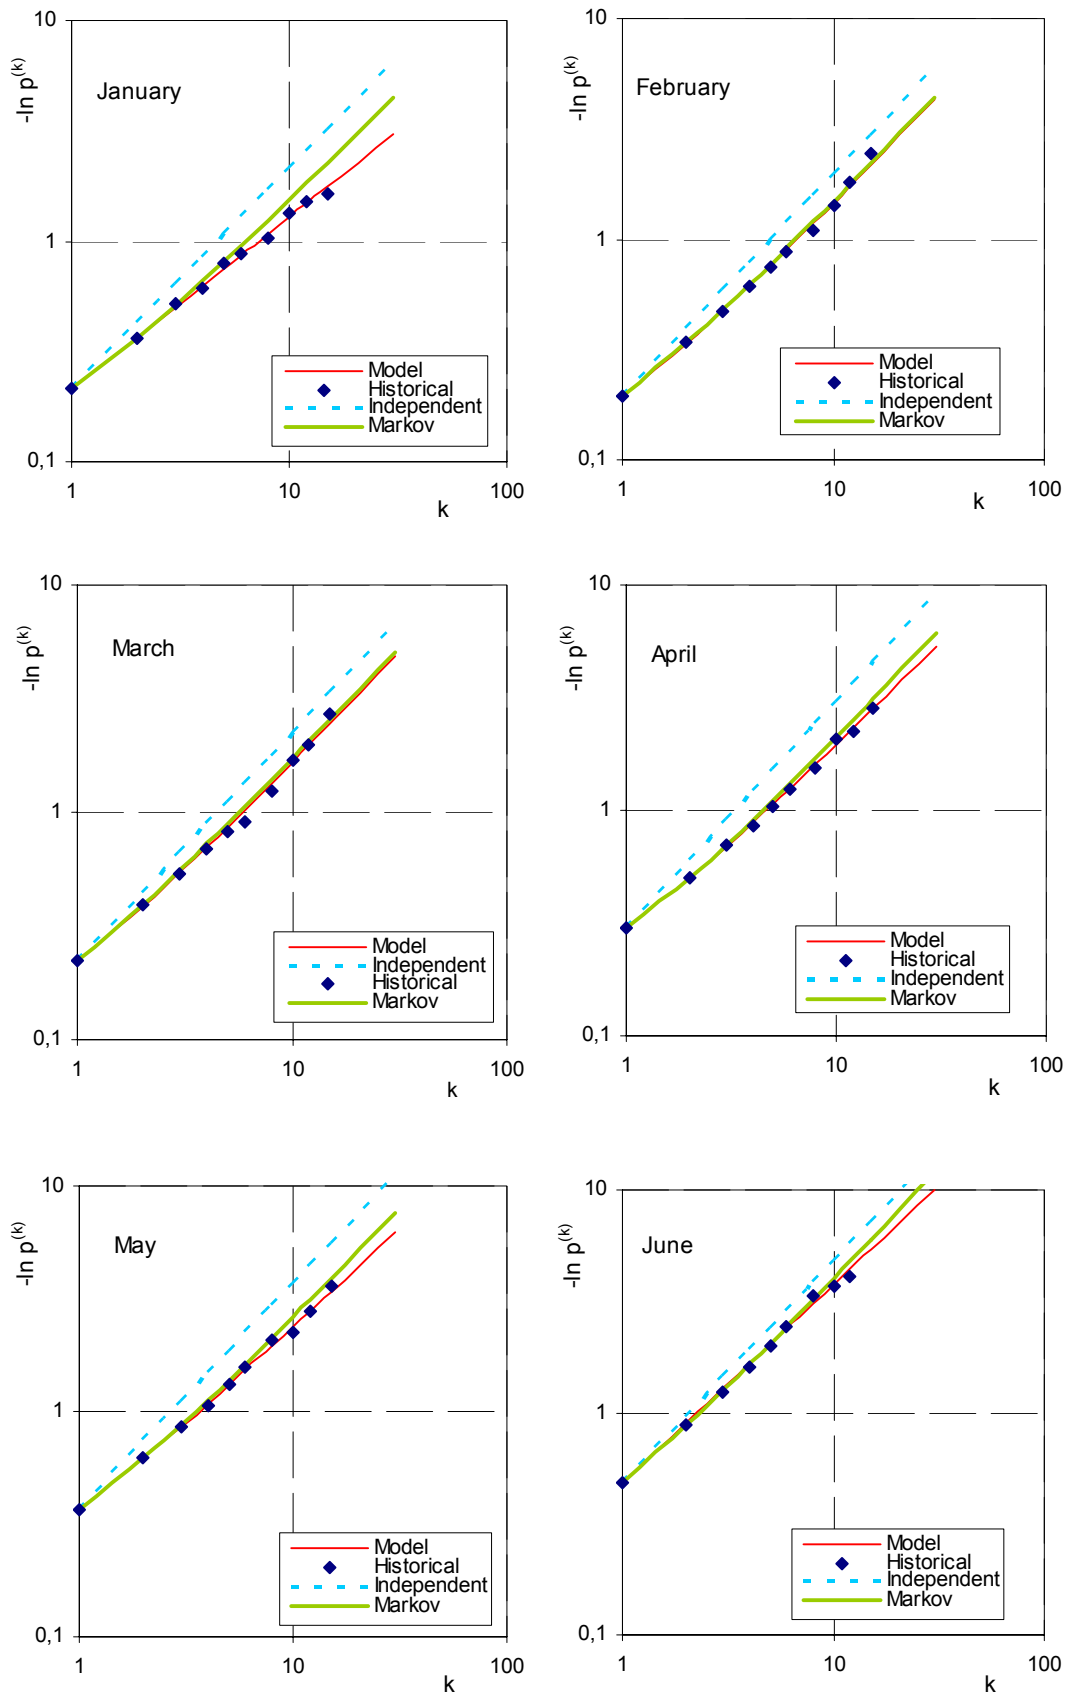 10
-ln p(k)
January
1
Model
Historical
Independent
Markov
0,1
1
10
100
k
10
-ln p(k)
February
1
Model
Historical
Independent
Markov
0,1
1
10
100
k
10
-ln p(k)
March
1
Model
Independent
Historical
Markov
0,1
1
10
100
k
10
-ln p(k)
April
1
Model
Historical
Independent
Markov
0,1
1
10
100
k
10
-ln p(k)
May
1
Model
Historical
Independent
Markov
0,1
1
10
100
k
10
-ln p(k)
June
1
Model
Historical
Independent
Markov
0,1
1
10
100
k